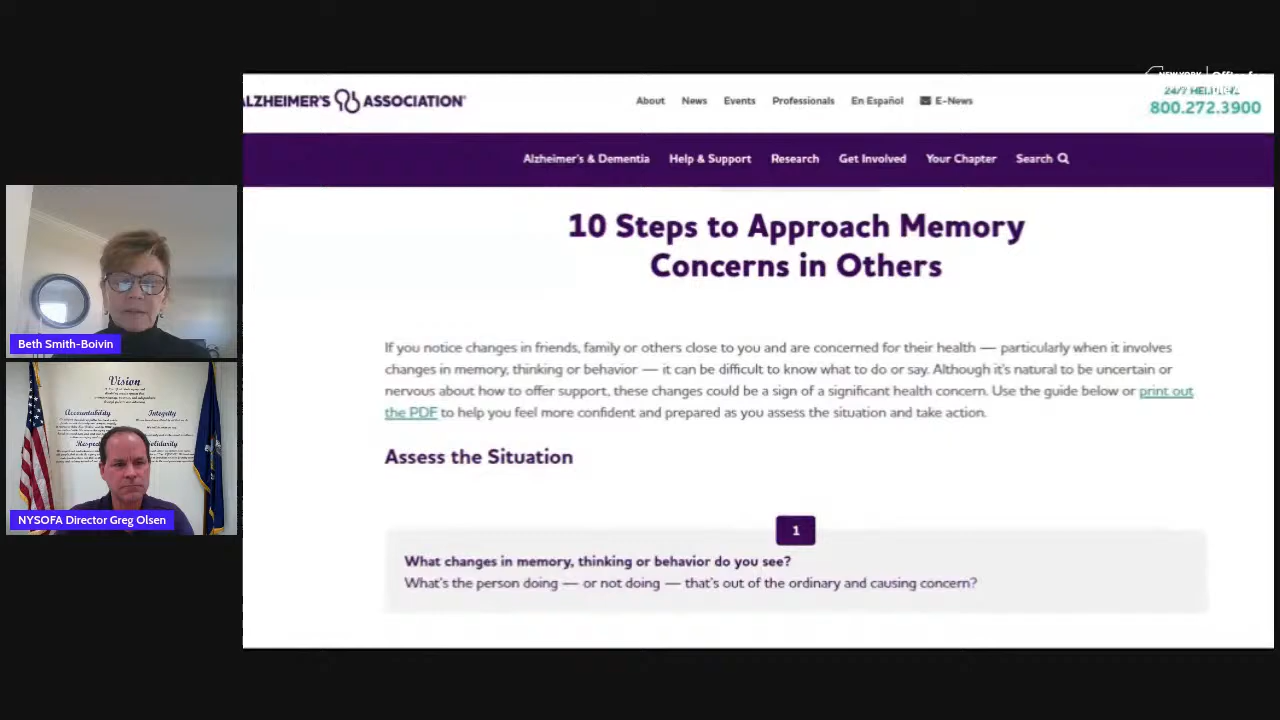 ALZHEIMER'S ASSOCIATION
About News Events Professionals En Español E-News
NEW YORK
800.272.3900
Alzheimer's & Dementia Help & Support Research Get Involved Your Chapter Search
10 Steps to Approach Memory
Concerns in Others
If you notice changes in friends, family or others close to you and are concerned for their health — particularly when it involves
changes in memory, thinking or behavior — it can be difficult to know what to do or say. Although it's natural to be uncertain or
nervous about how to offer support, these changes could be a sign of a significant health concern. Use the guide below or print out
the PDF to help you feel more confident and prepared as you assess the situation and take action.
Assess the Situation
1
What changes in memory, thinking or behavior do you see?
What's the person doing — or not doing — that's out of the ordinary and causing concern?
Beth Smith-Boivin
Vision
Accountability Integrity
NYSOFA Director Greg Olsen